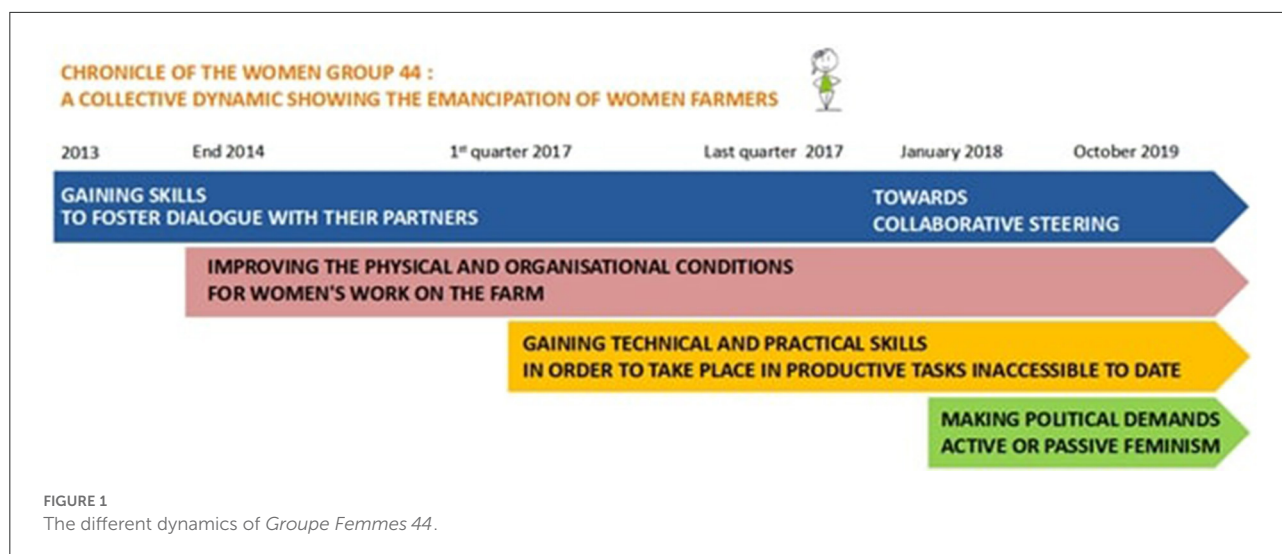 CHRONICLE OF THE WOMEN GROUP 44 :
A COLLECTIVE DYNAMIC SHOWING THE EMANCIPATION OF WOMEN FARMERS
2013 End 2014 1st quarter 2017 Last quarter 2017 January 2018 October 2019
GAINING SKILLS
TO FOSTER DIALOGUE WITH THEIR PARTNERS
TOWARDS
COLLABORATIVE STEERING
IMPROVING THE PHYSICAL AND ORGANISATIONAL CONDITIONS
FOR WOMEN'S WORK ON THE FARM
GAINING TECHNICAL AND PRACTICAL SKILLS
IN ORDER TO TAKE PLACE IN PRODUCTIVE TASKS INACCESSIBLE TO DATE
MAKING POLITICAL DEMANDS
ACTIVE OR PASSIVE FEMINISM
FIGURE 1
The different dynamics of Groupe Femmes 44.